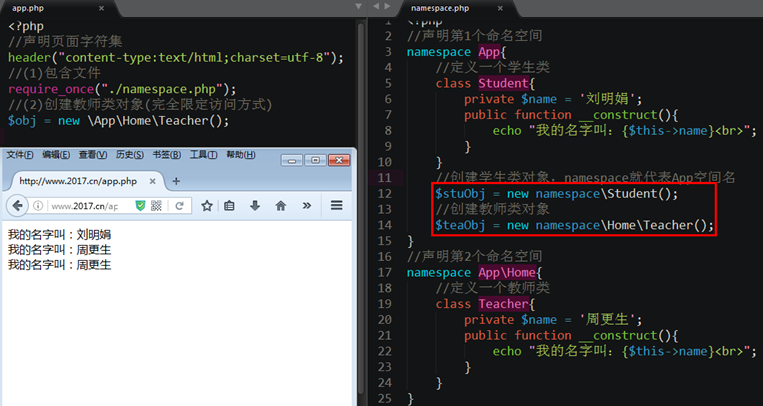 app.php
<?php
//声明页面字符集
header("content-type:text/html;charset=utf-8");
//(1)包含文件
require_once("./namespace.php");
//(2)创建教师类对象(完全限定访问方式)
$obj = new \App\Home\Teacher();
文件(F) 编辑(E) 查看(V) 历史(S) 书签(B) 工具(T) 帮助(H)
http://www.2017.cn/app.php
www.2017.cn/ap
我的名字叫：刘明娟
我的名字叫：周更生
我的名字叫：周更生
namespace.php
1 <?php
2 //声明第1个命名空间
3 namespace App{
4 //定义一个学生类
5 class Student{
6 private $name = '刘明娟';
7 public function __construct(){
8 echo "我的名字叫：{$this->name}<br>";
9 }
10 }
11 //创建学生类对象，namespace就代表App空间名
12 $stuObj = new namespace\Student();
13 //创建教师类对象
14 $teaObj = new namespace\Home\Teacher();
15 }
16 //声明第2个命名空间
17 namespace App\Home{
18 //定义一个教师类
19 class Teacher{
20 private $name = '周更生';
21 public function __construct(){
22 echo "我的名字叫：{$this->name}<br>";
23 }
24 }
25 }